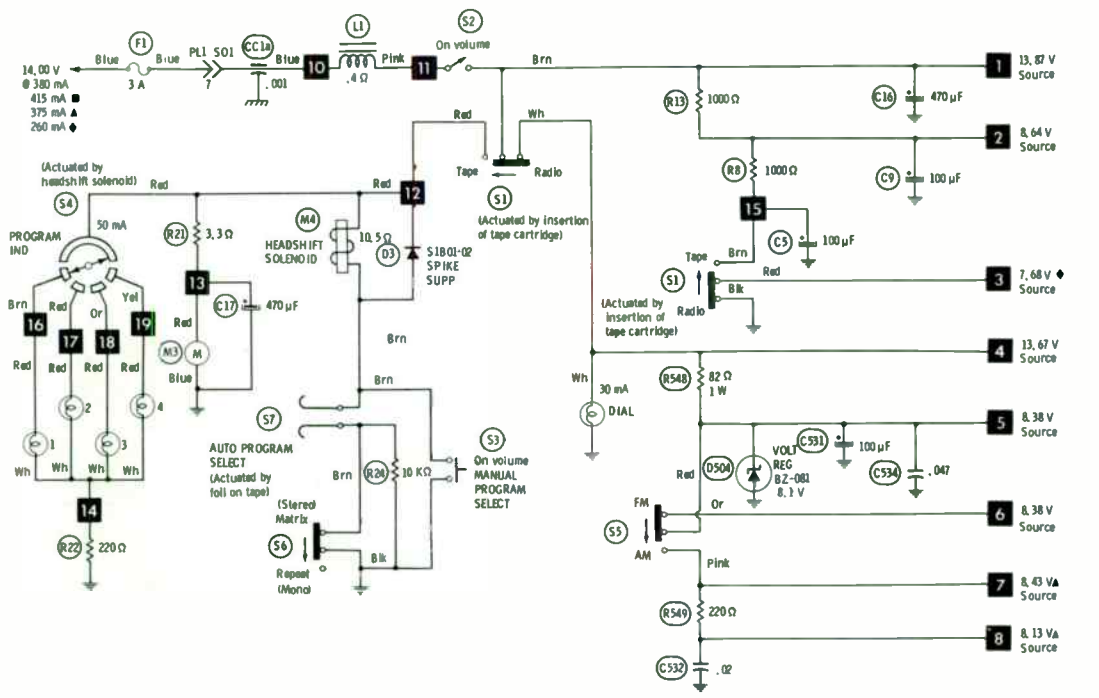 F1
L1
S2
On volume
Blue
Blue
PL1 SO1
CC1a
Blue
10
Pink
11
Brn
1
13,87 V
Source
14,00 V
@ 380 mA
415 mA ■
375 mA ▲
260 mA ♦
3 A
7
.001
.4 Ω
R13
1000 Ω
C16
470 µF
Red
Wh
2
8,64 V
Source
Tape
Radio
S1
(Actuated by insertion
of tape cartridge)
R8
1000 Ω
C9
100 µF
15
C5
100 µF
(Actuated by
headshift solenoid)
Red
S4
Red
12
50 mA
PROGRAM
IND
R21
3,3 Ω
M4
HEADSHIFT
SOLENOID
10,5 Ω
D3
S1B01-02
SPIKE
SUPP
Brn
Tape
S1
Red
Blk
Radio
3
7,68 V ♦
Source
(Actuated by
insertion of
tape cartridge)
Brn
Red
Or
Yel
16
17
18
19
13
C17
470 µF
Red
M3
M
Blue
Red
Red
Red
Red
Brn
Brn
4
13,67 V
Source
Wh
30 mA
DIAL
R548
82 Ω
1 W
1
2
3
4
Wh
Wh
Wh
Wh
S7
AUTO PROGRAM
SELECT
(Actuated by
foil on tape)
Brn
R24
10 KΩ
S3
On volume
MANUAL
PROGRAM
SELECT
5
8,38 V
Source
Red
D504
VOLT
REG
BZ-081
8.1 V
C531
100 µF
C534
.047
14
R22
220 Ω
(Stereo)
Matrix
S6
Repeat
(Mono)
Blk
FM
Or
S5
AM
6
8,38 V
Source
Pink
7
8,43 V▲
Source
R549
220 Ω
8
8,13 V▲
Source
C532
.02